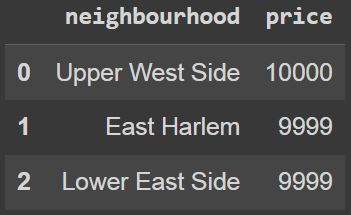 neighbourhood price
0 Upper West Side 10000
1 East Harlem 9999
2 Lower East Side 9999